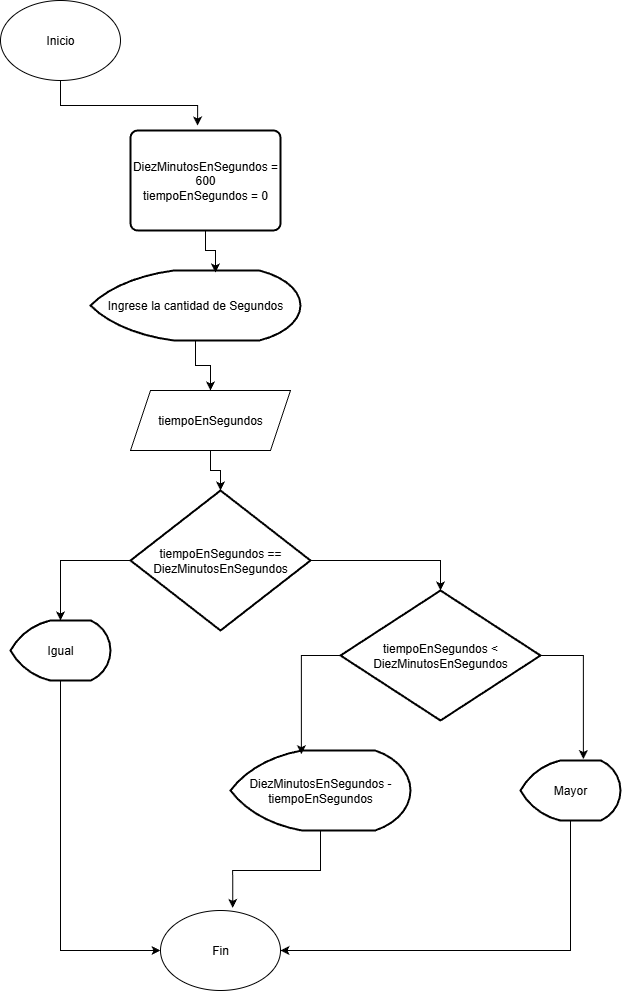 Inicio
DiezMinutosEnSegundos =
600
tiempoEnSegundos = 0
Ingrese la cantidad de Segundos
tiempoEnSegundos
tiempoEnSegundos ==
DiezMinutosEnSegundos
Igual
tiempoEnSegundos <
DiezMinutosEnSegundos
DiezMinutosEnSegundos -
tiempoEnSegundos
Mayor
Fin